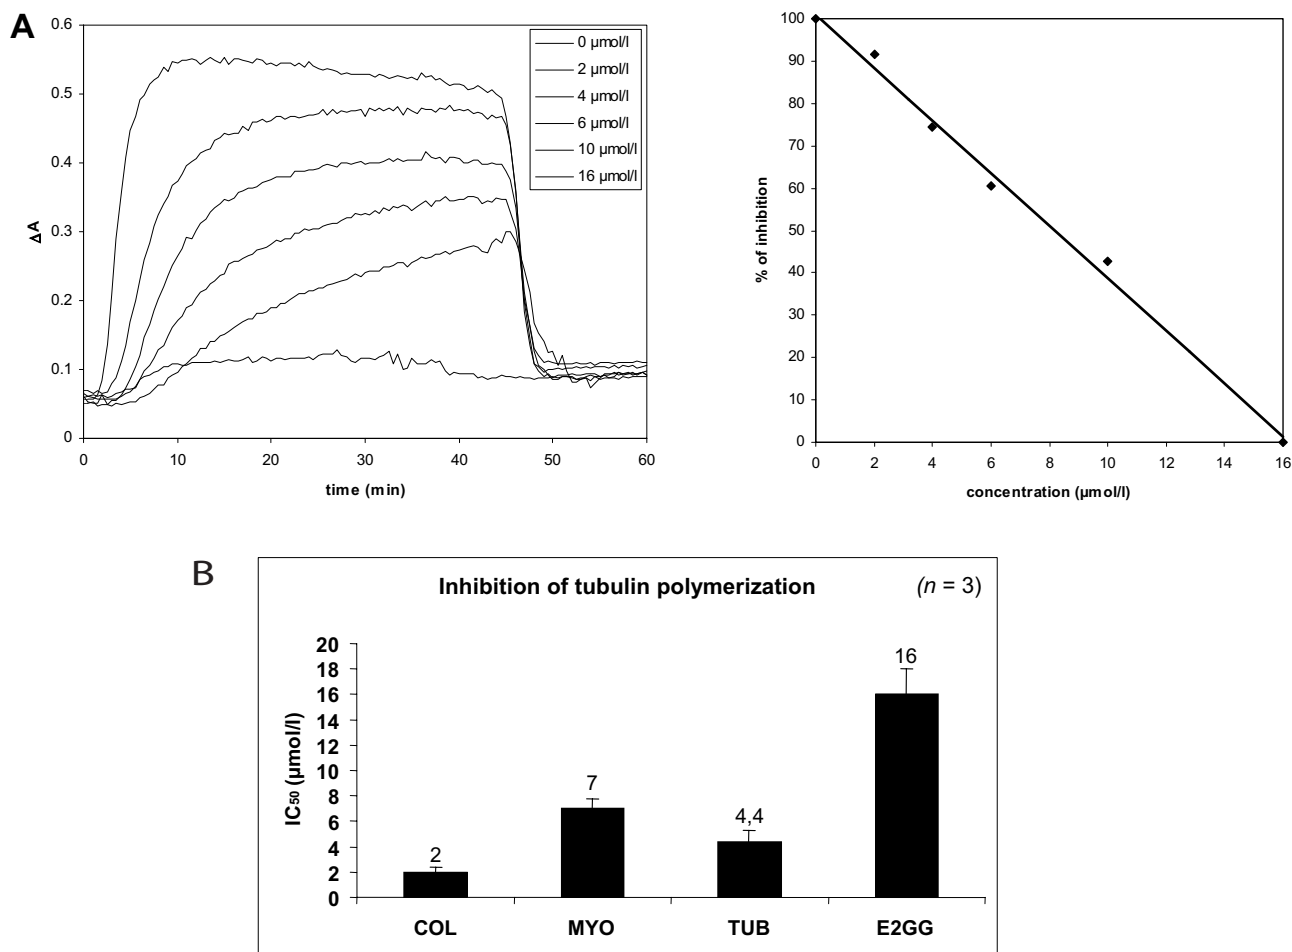 A
0.6
0.5
0.4
0.3
0.2
0.1
0
ΔA
0 10 20 30 40 50 60
time (min)
0 µmol/l
2 µmol/l
4 µmol/l
6 µmol/l
10 µmol/l
16 µmol/l
100
90
80
70
60
50
40
30
20
10
0
% of inhibition
0 2 4 6 8 10 12 14 16
concentration (µmol/l)
B
Inhibition of tubulin polymerization (n = 3)
20
18
16
14
12
10
8
6
4
2
0
IC50 (µmol/l)
2
7
4,4
16
COL MYO TUB E2GG